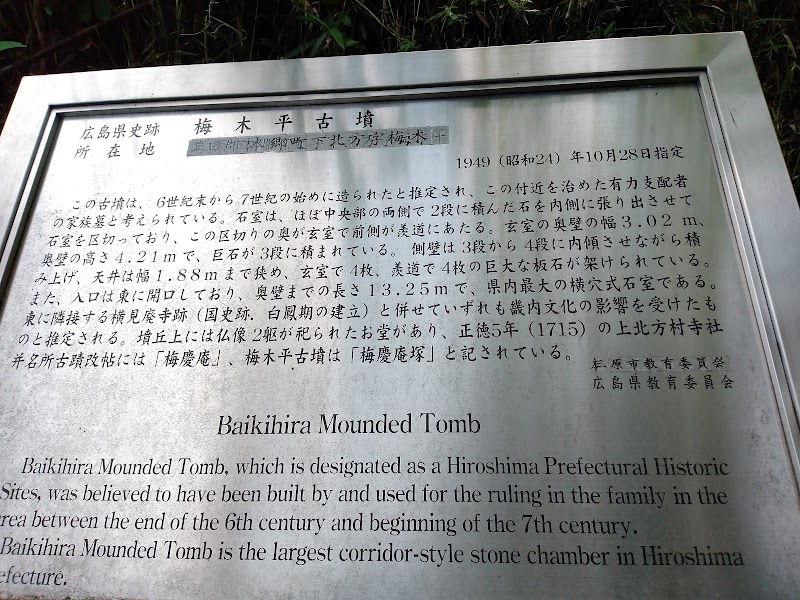 広島県史跡 梅木平古墳
所在地 豊田郡本郷町下北方字梅木平
1949(昭和24)年10月28日指定
この古墳は、6世紀末から7世紀の始めに造られたと推定され、この付近を治めた有力支配者
の家族墓と考えられている。石室は、ほぼ中央部の両側で2段に積んだ石を内側に張り出させて
石室を区切っており、この区切りの奥が玄室で前側が羨道にあたる。玄室の奥壁の幅3.02m、
奥壁の高さ4.21mで、巨石が3段に積まれている。側壁は3段から4段に内傾させながら積
み上げ、天井は幅1.88mまで狭め、玄室で4枚、羨道で4枚の巨大な板石が架けられている。
また、入口は東に開口しており、奥壁までの長さ13.25mで、県内最大の横穴式石室である。
東に隣接する横見廃寺跡(国史跡.白鳳期の建立)と併せていずれも畿内文化の影響を受けたも
のと推定される。墳丘上には仏像2躯が祀られたお堂があり、正徳5年(1715)の上北方村寺社
并名所古蹟改帖には「梅慶庵」、梅木平古墳は「梅慶庵塚」と記されている。
三原市教育委員会
広島県教育委員会
Baikihira Mounded Tomb
Baikihira Mounded Tomb, which is designated as a Hiroshima Prefectural Historic
Sites, was believed to have been built by and used for the ruling in the family in the
rea between the end of the 6th century and beginning of the 7th century.
Baikihira Mounded Tomb is the largest corridor-style stone chamber in Hiroshima
efecture.